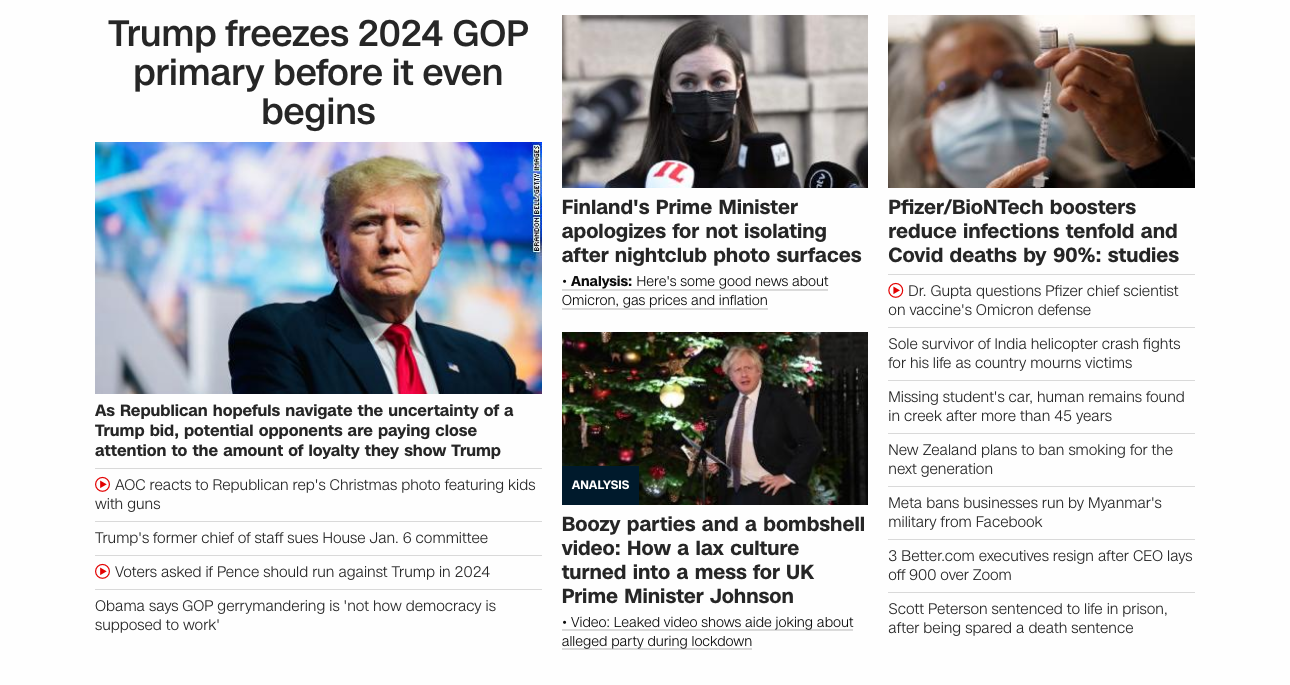 Trump freezes 2024 GOP
primary before it even
begins
BRANDON BELL/GETTY IMAGES
As Republican hopefuls navigate the uncertainty of a
Trump bid, potential opponents are paying close
attention to the amount of loyalty they show Trump
AOC reacts to Republican rep's Christmas photo featuring kids
with guns
Trump's former chief of staff sues House Jan. 6 committee
Voters asked if Pence should run against Trump in 2024
Obama says GOP gerrymandering is 'not how democracy is
supposed to work'
Finland's Prime Minister
apologizes for not isolating
after nightclub photo surfaces
• Analysis: Here's some good news about
Omicron, gas prices and inflation
ANALYSIS
Boozy parties and a bombshell
video: How a lax culture
turned into a mess for UK
Prime Minister Johnson
• Video: Leaked video shows aide joking about
alleged party during lockdown
Pfizer/BioNTech boosters
reduce infections tenfold and
Covid deaths by 90%: studies
Dr. Gupta questions Pfizer chief scientist
on vaccine's Omicron defense
Sole survivor of India helicopter crash fights
for his life as country mourns victims
Missing student's car, human remains found
in creek after more than 45 years
New Zealand plans to ban smoking for the
next generation
Meta bans businesses run by Myanmar's
military from Facebook
3 Better.com executives resign after CEO lays
off 900 over Zoom
Scott Peterson sentenced to life in prison,
after being spared a death sentence